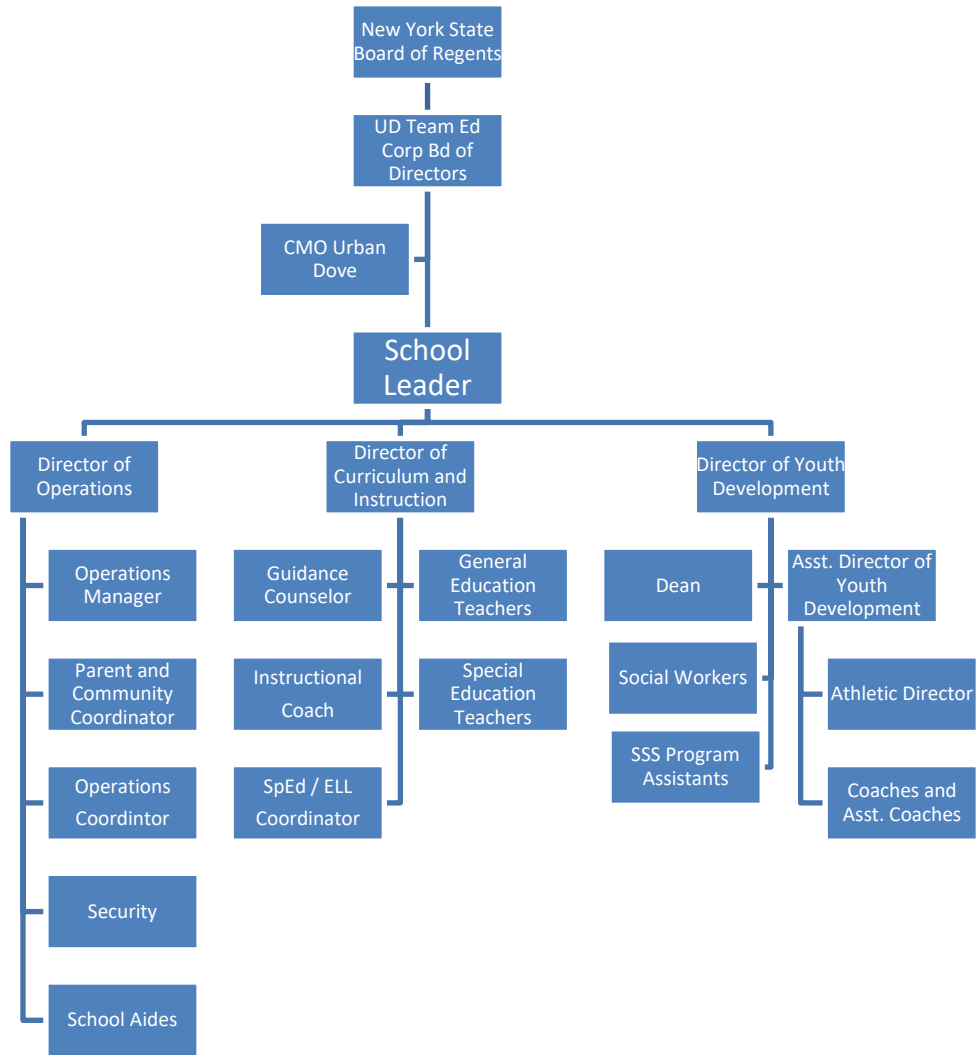 New York State
Board of Regents
UD Team Ed
Corp Bd of
Directors
CMO Urban
Dove
School
Leader
Director of
Operations
Director of
Curriculum and
Instruction
Director of Youth
Development
Operations
Manager
Guidance
Counselor
General
Education
Teachers
Dean
Asst. Director of
Youth
Development
Parent and
Community
Coordinator
Instructional
Coach
Special
Education
Teachers
Social Workers
Athletic Director
Operations
Coordintor
SpEd / ELL
Coordinator
SSS Program
Assistants
Coaches and
Asst. Coaches
Security
School Aides